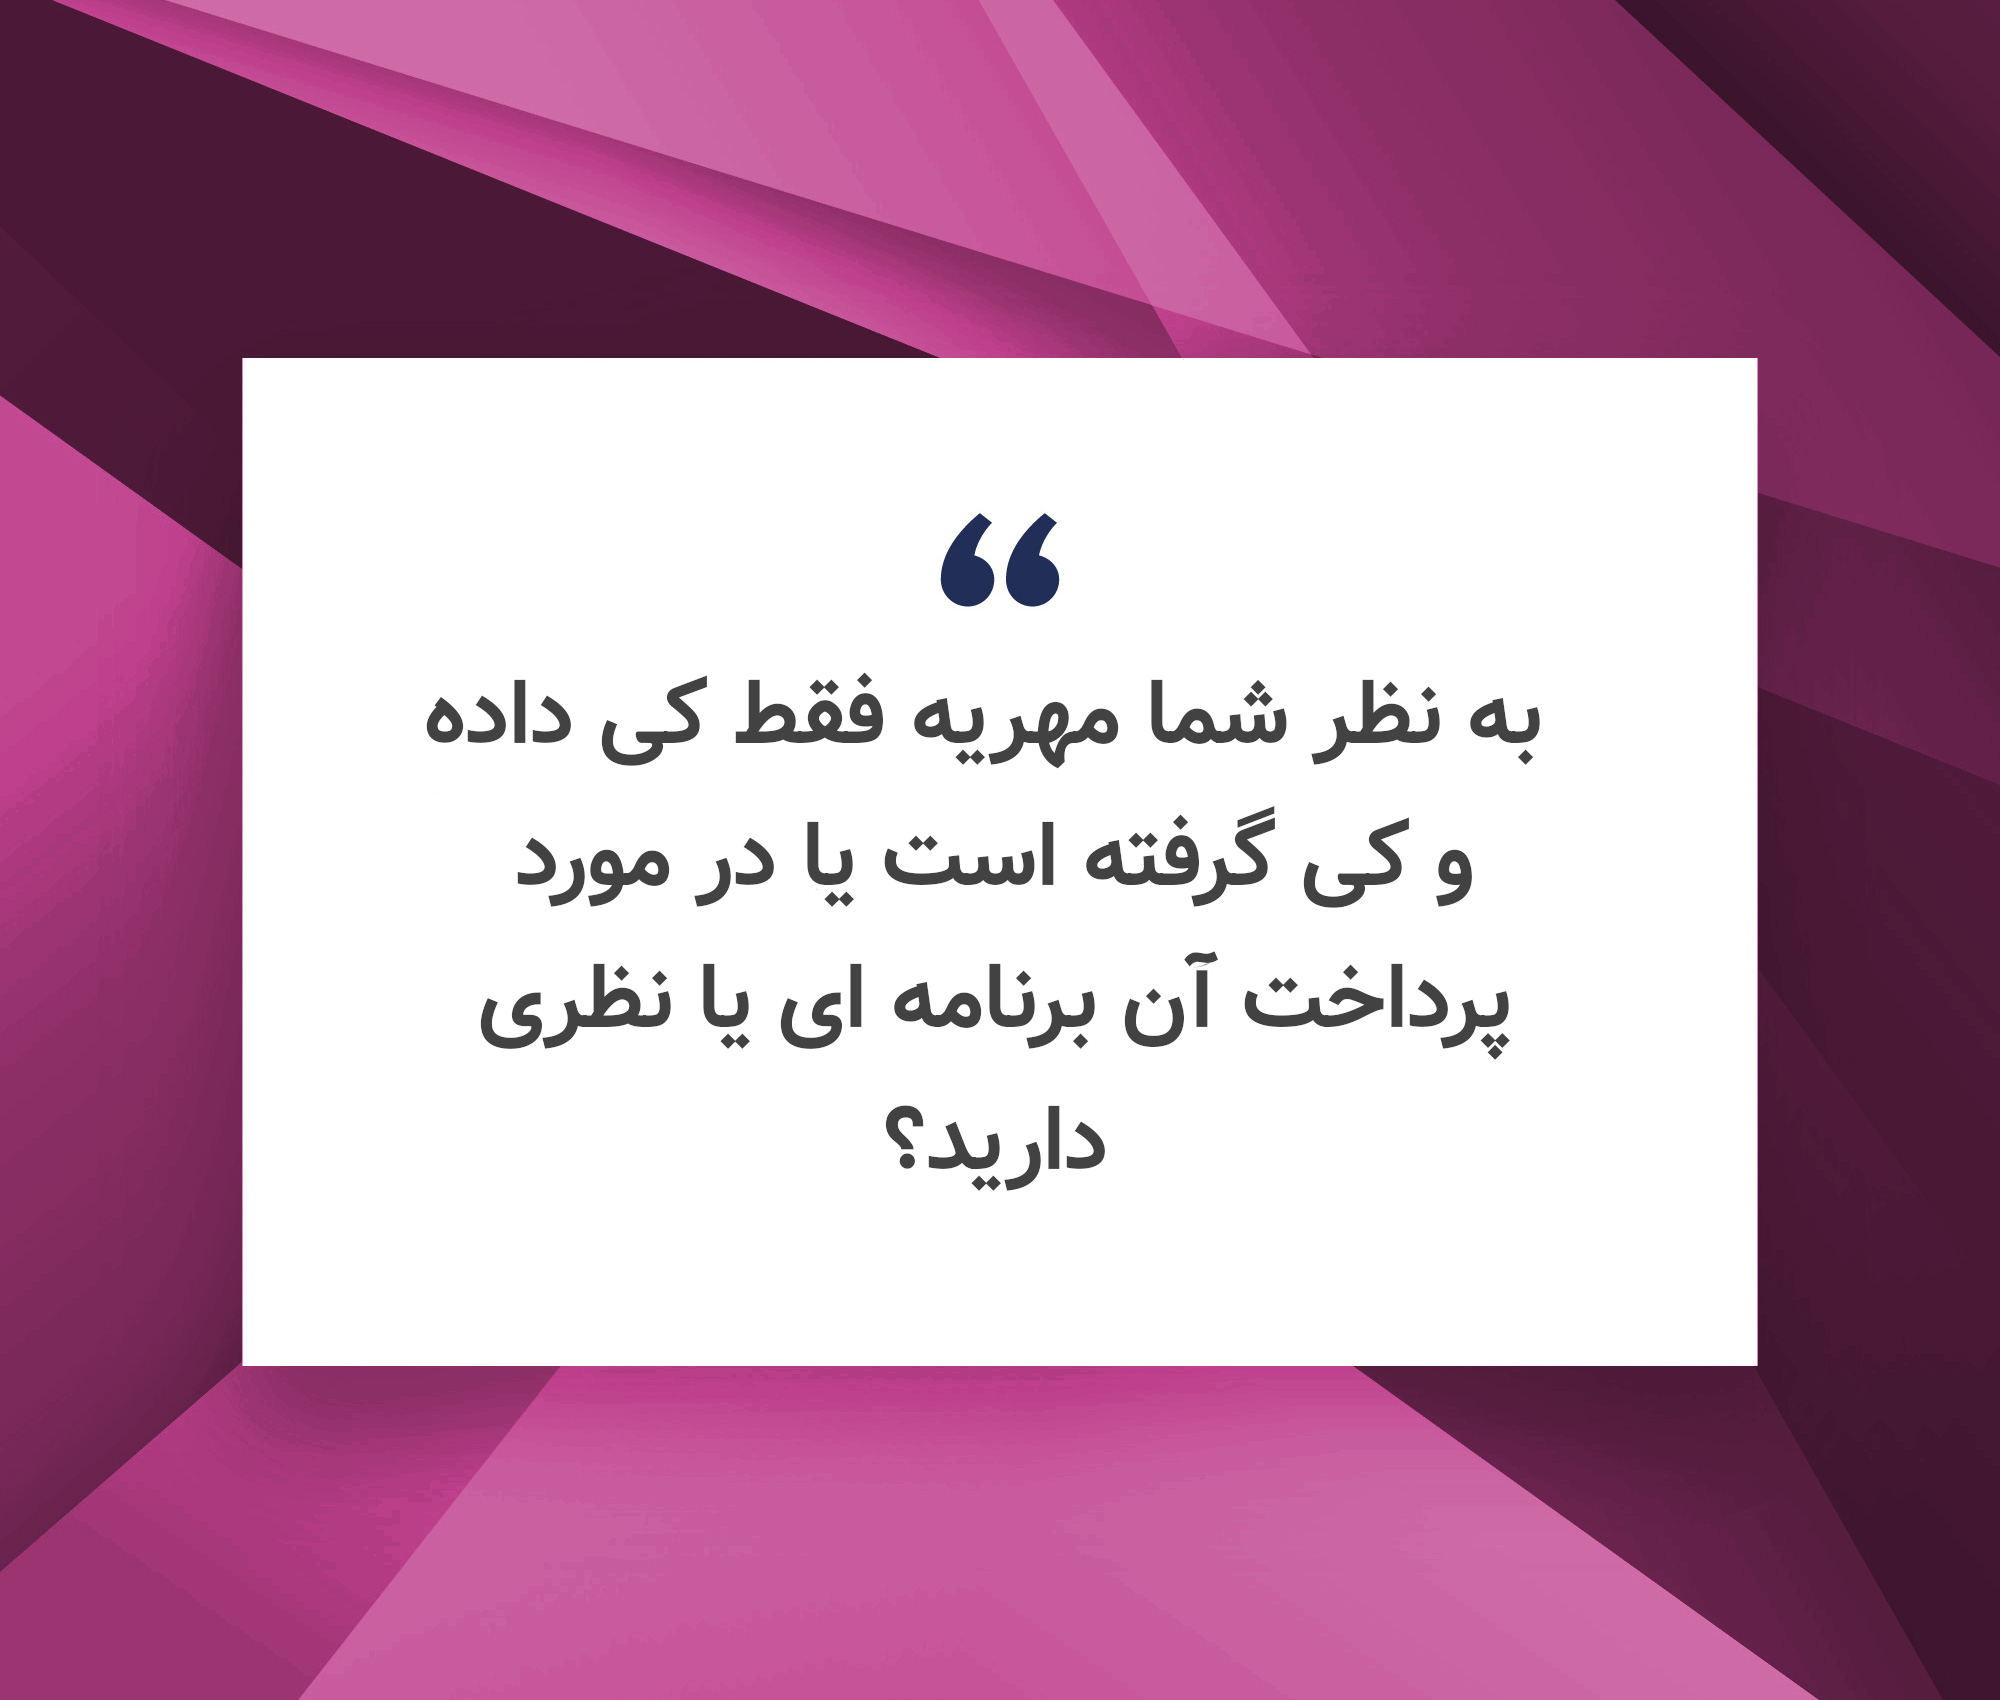 “
به نظر شما مهریه فقط کی داده
و کی گرفته است یا در مورد
پرداخت آن برنامه ای یا نظری
دارید؟